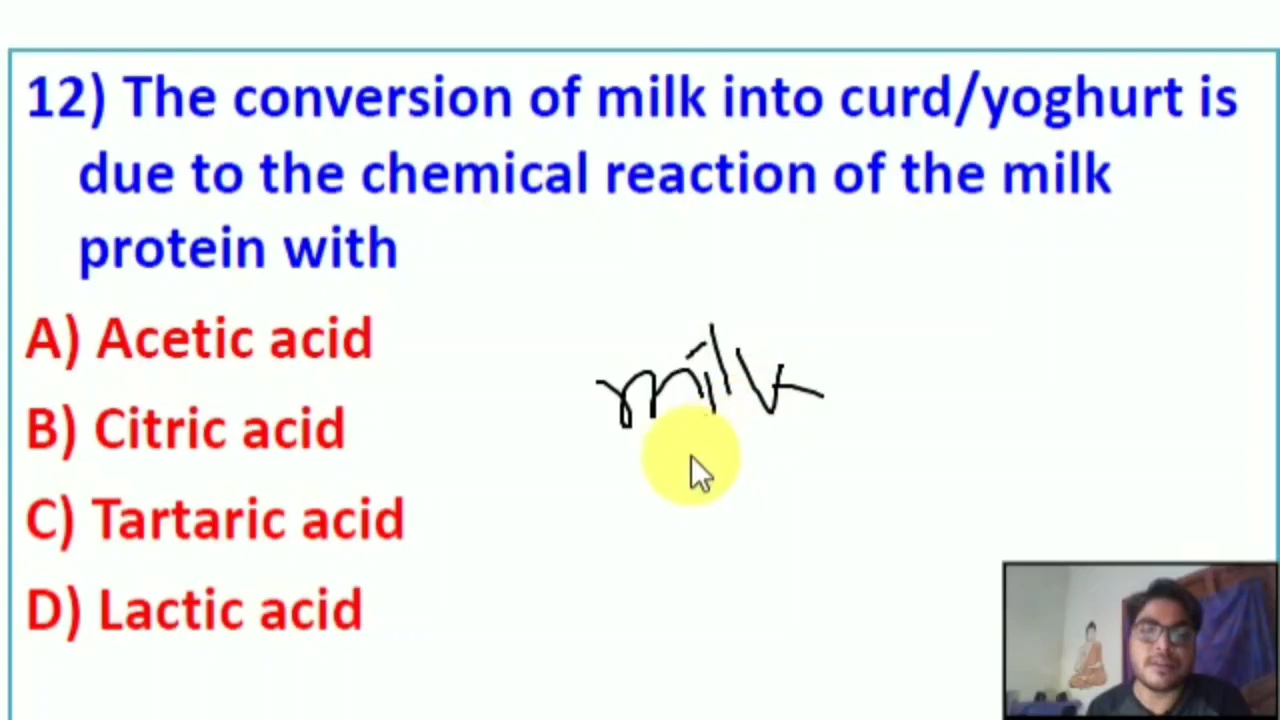 12) The conversion of milk into curd/yoghurt is
due to the chemical reaction of the milk
protein with
A) Acetic acid
milk
B) Citric acid
C) Tartaric acid
D) Lactic acid